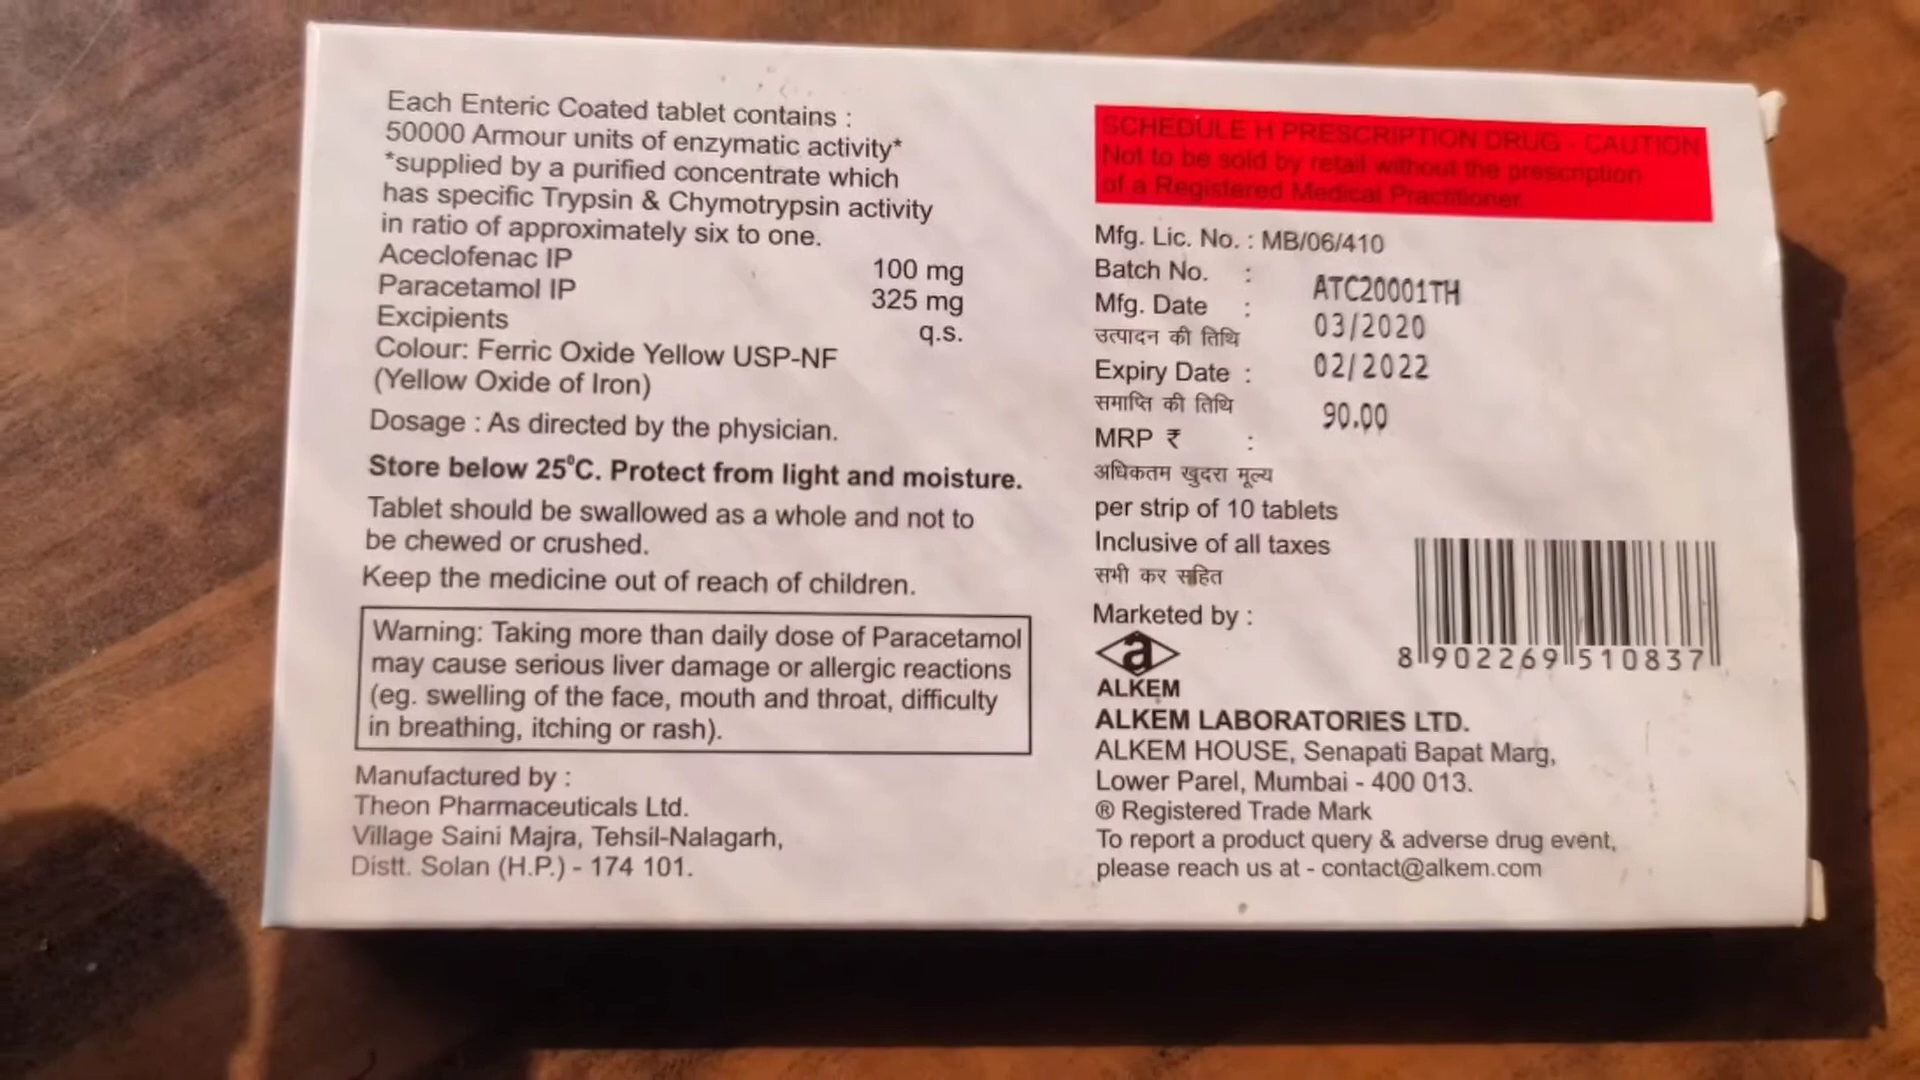 Each Enteric Coated tablet contains :
50000 Armour units of enzymatic activity*
*supplied by a purified concentrate which
has specific Trypsin & Chymotrypsin activity
in ratio of approximately six to one.
Aceclofenac IP 100 mg
Paracetamol IP 325 mg
Excipients q.s.
Colour: Ferric Oxide Yellow USP-NF
(Yellow Oxide of Iron)
Dosage : As directed by the physician.
Store below 25°C. Protect from light and moisture.
Tablet should be swallowed as a whole and not to
be chewed or crushed.
Keep the medicine out of reach of children.
Warning: Taking more than daily dose of Paracetamol
may cause serious liver damage or allergic reactions
(eg. swelling of the face, mouth and throat, difficulty
in breathing, itching or rash).
Manufactured by :
Theon Pharmaceuticals Ltd.
Village Saini Majra, Tehsil-Nalagarh,
Distt. Solan (H.P.) - 174 101.
SCHEDULE H PRESCRIPTION DRUG - CAUTION
Not to be sold by retail without the prescription
of a Registered Medical Practitioner
Mfg. Lic. No. : MB/06/410
Batch No. : ATC20001TH
Mfg. Date : 03/2020
उत्पादन की तिथि
Expiry Date : 02/2022
समाप्ति की तिथि
MRP ₹ : 90.00
अधिकतम खुदरा मूल्य
per strip of 10 tablets
Inclusive of all taxes
सभी कर सहित
Marketed by :
a
ALKEM
8 902269 510837
ALKEM LABORATORIES LTD.
ALKEM HOUSE, Senapati Bapat Marg,
Lower Parel, Mumbai - 400 013.
® Registered Trade Mark
To report a product query & adverse drug event,
please reach us at - contact@alkem.com